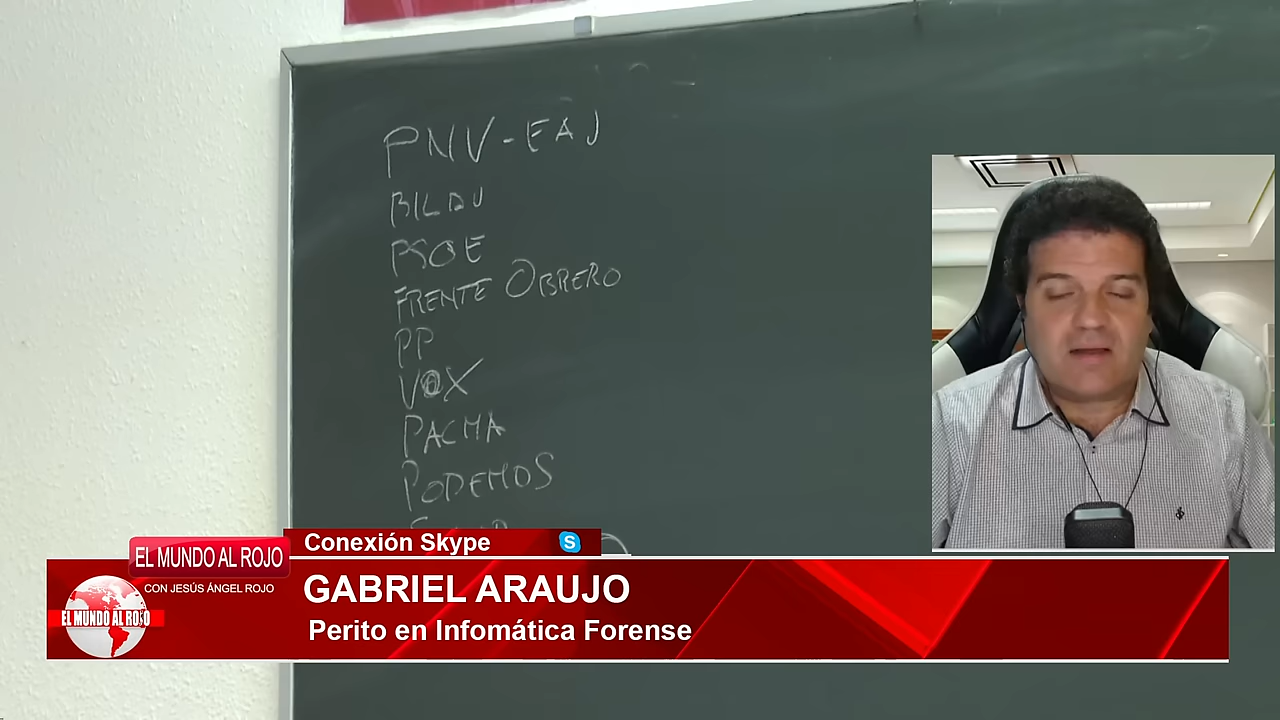 PNV-EAJ
BILDU
PSOE
FRENTE OBRERO
PP
VOX
PACMA
PODEMOS
Conexión Skype
EL MUNDO AL ROJO
CON JESÚS ÁNGEL ROJO
EL MUNDO AL ROJO
GABRIEL ARAUJO
Perito en Infomática Forense